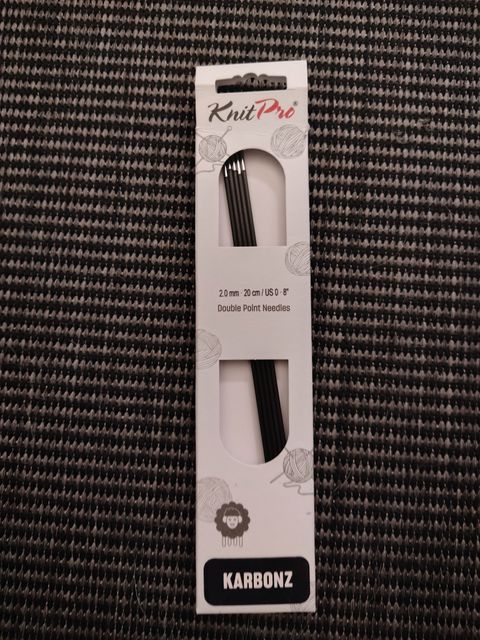 KnitPro®
2.0 mm · 20 cm / US 0 · 8"
Double Point Needles
KARBONZ